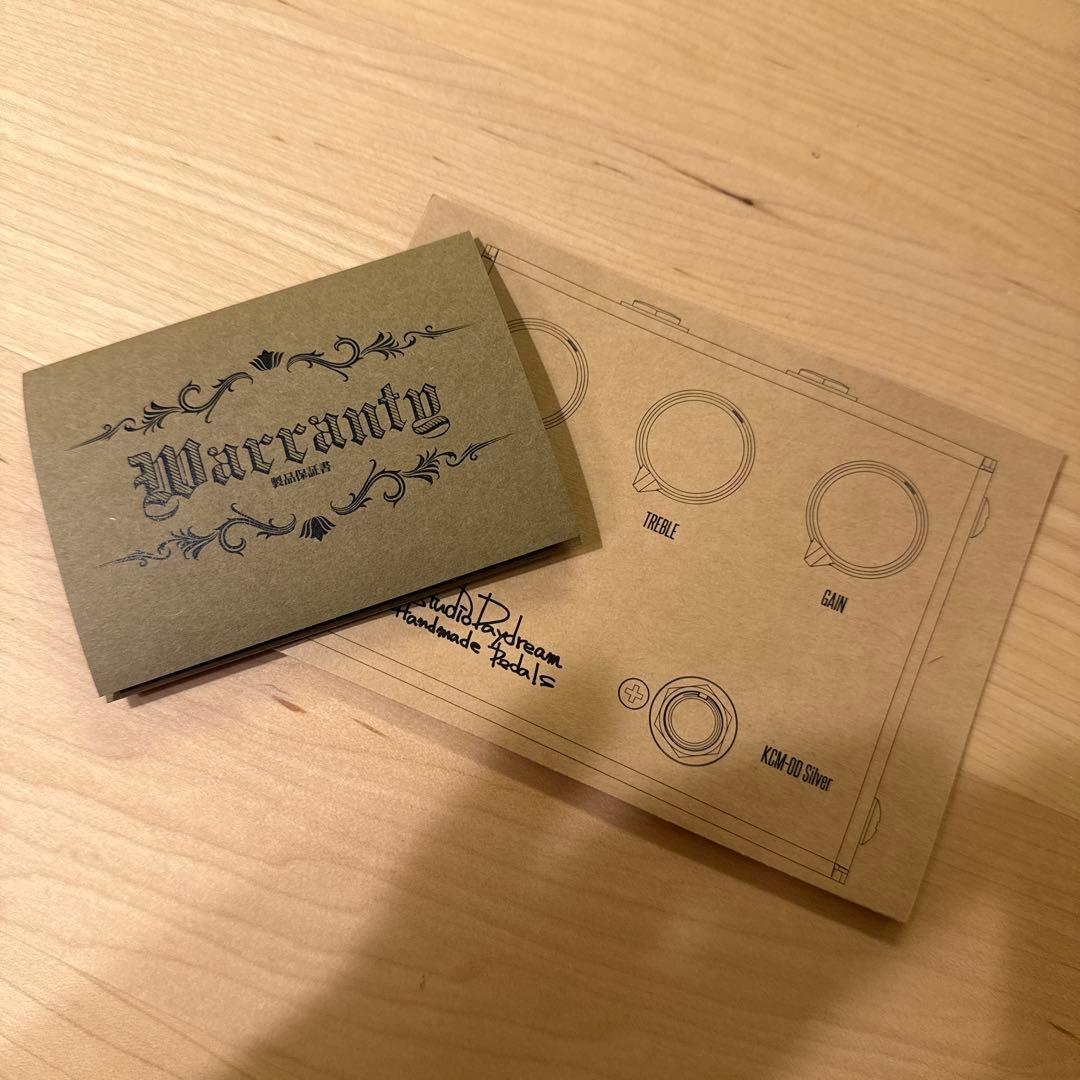 Warranty
製品保証書
TREBLE
GAIN
StudioDaydream
Handmade Pedals
KCM-OD Silver